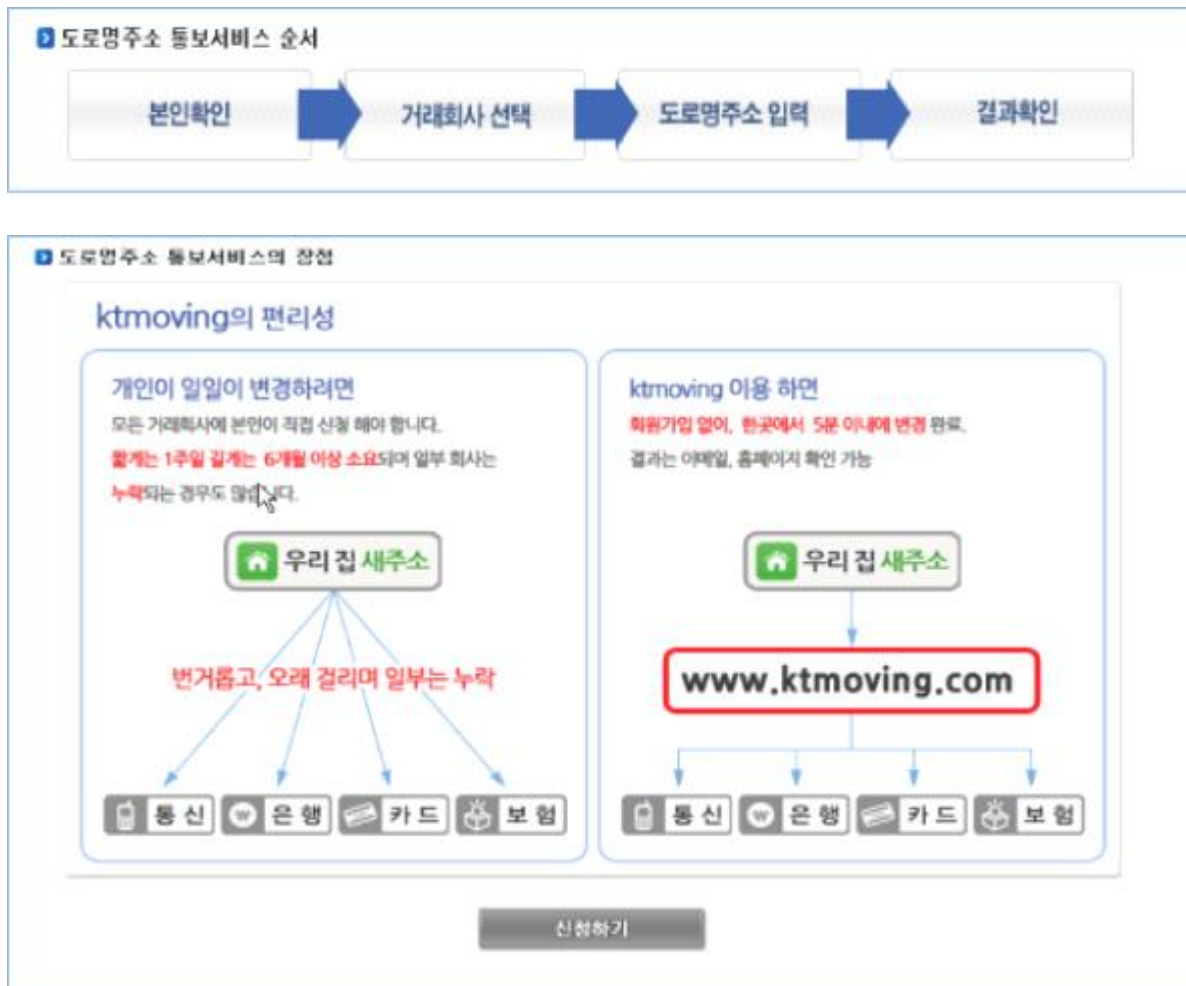 도로명주소 통보서비스 순서
본인확인
거래회사 선택
도로명주소 입력
결과확인
도로명주소 통보서비스의 장점
ktmoving의 편리성
개인이 일일이 변경하려면
모든 거래회사에 본인이 직접 신청 해야 합니다.
짧게는 1주일 길게는 6개월 이상 소요되며 일부 회사는
누락되는 경우도 많습니다.
우리 집 새주소
번거롭고, 오래 걸리며 일부는 누락
통신 은행 카드 보험
ktmoving 이용 하면
회원가입 없이, 한곳에서 5분 이내에 변경 완료.
결과는 이메일, 홈페이지 확인 가능
우리 집 새주소
www.ktmoving.com
통신 은행 카드 보험
신청하기